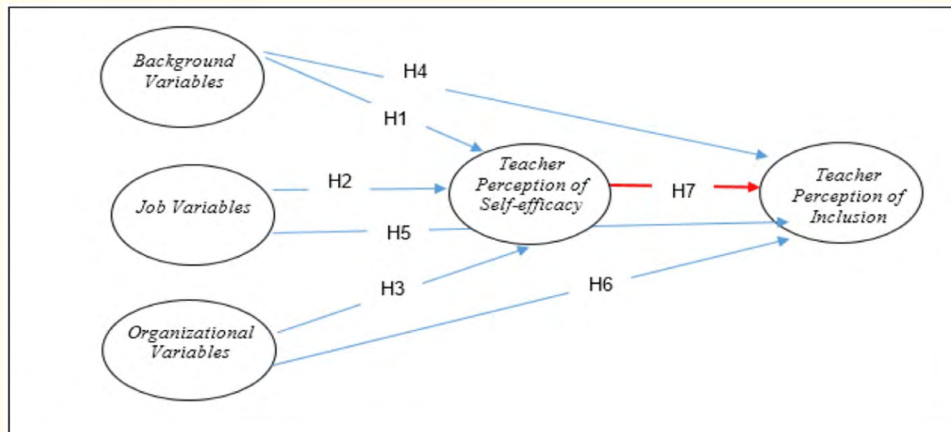 Background
Variables
H4
H1
Teacher
Perception of
Self-efficacy
Teacher
Perception of
Inclusion
H2
H7
Job Variables
H5
H3
H6
Organizational
Variables